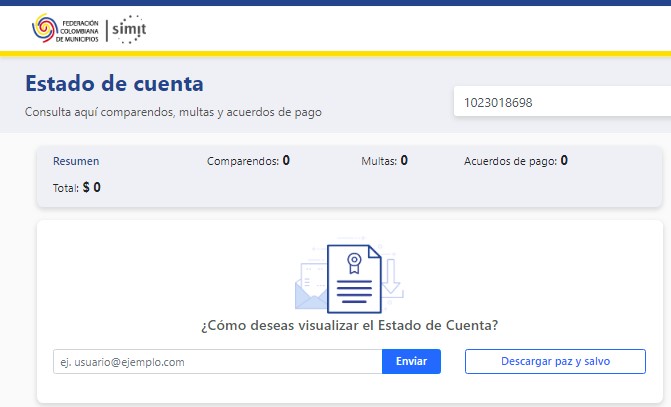 FEDERACIÓN
COLOMBIANA
DE MUNICIPIOS
simit
Estado de cuenta
Consulta aquí comparendos, multas y acuerdos de pago
1023018698
Resumen Comparendos: 0 Multas: 0 Acuerdos de pago: 0
Total: $ 0
¿Cómo deseas visualizar el Estado de Cuenta?
ej. usuario@ejemplo.com Enviar Descargar paz y salvo